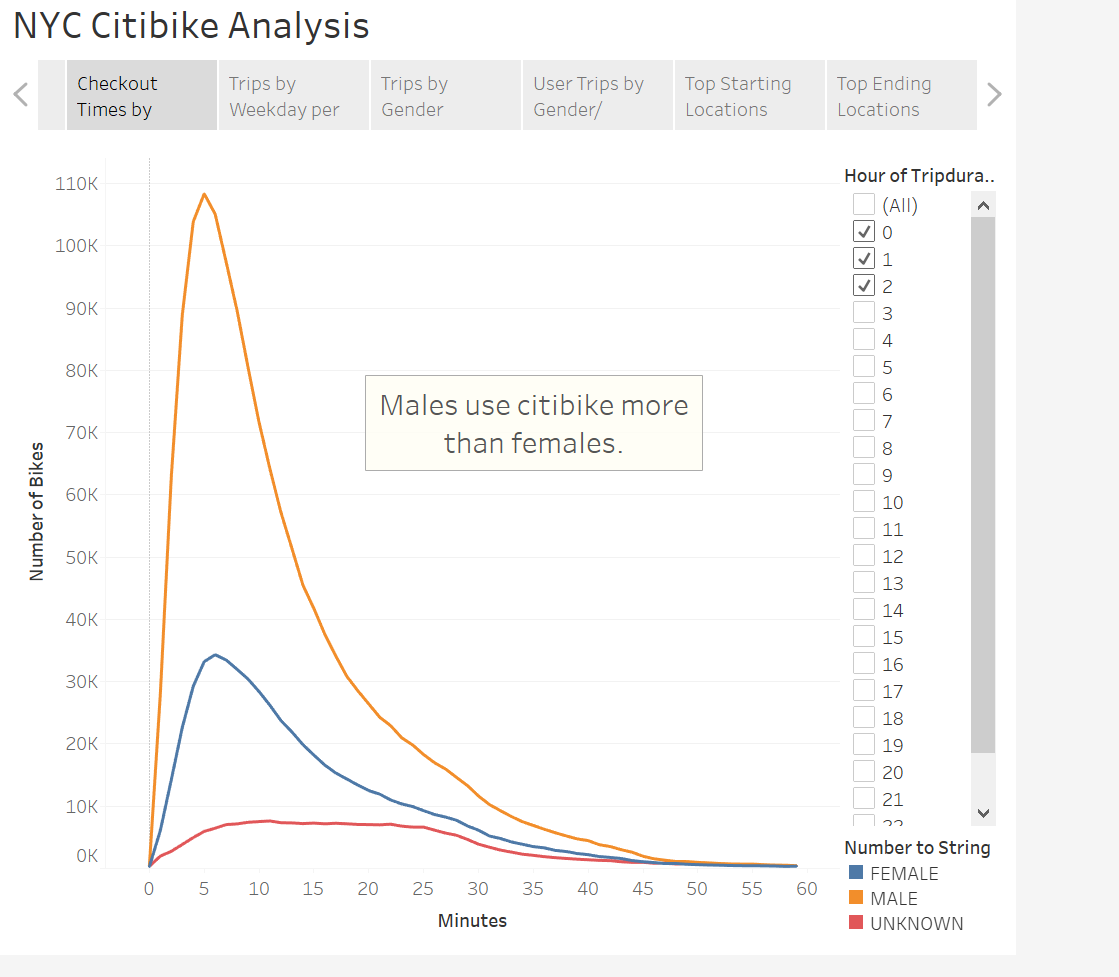 NYC Citibike Analysis
Checkout
Times by
Trips by
Weekday per
Trips by
Gender
User Trips by
Gender/
Top Starting
Locations
Top Ending
Locations
110K
100K
90K
80K
70K
60K
50K
40K
30K
20K
10K
0K
Number of Bikes
Males use citibike more
than females.
0 5 10 15 20 25 30 35 40 45 50 55 60
Minutes
Hour of Tripdura..
(All)
0
1
2
3
4
5
6
7
8
9
10
11
12
13
14
15
16
17
18
19
20
21
Number to String
FEMALE
MALE
UNKNOWN